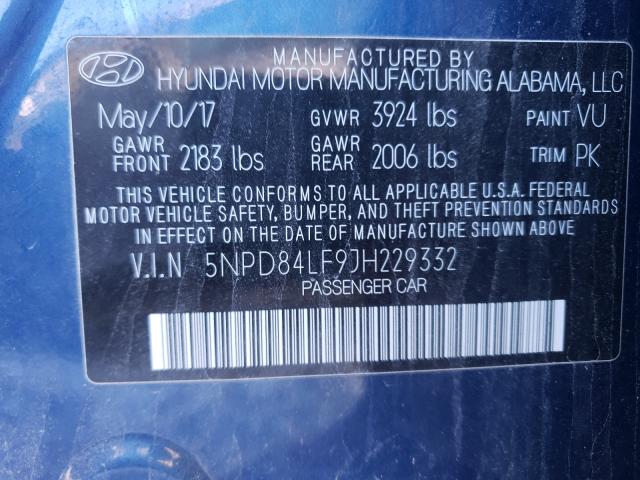 MANUFACTURED BY
HYUNDAI MOTOR MANUFACTURING ALABAMA, LLC
May/10/17 GVWR 3924 lbs PAINT VU
GAWR FRONT 2183 lbs GAWR REAR 2006 lbs TRIM PK
THIS VEHICLE CONFORMS TO ALL APPLICABLE U.S.A. FEDERAL
MOTOR VEHICLE SAFETY, BUMPER, AND THEFT PREVENTION STANDARDS
IN EFFECT ON THE DATE OF MANUFACTURE SHOWN ABOVE
V.I.N 5NPD84LF9JH229332
PASSENGER CAR